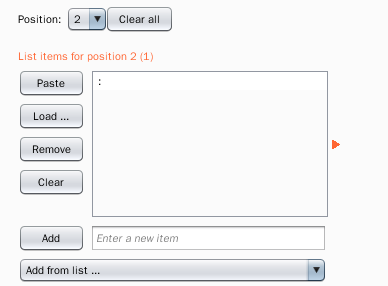 Position: 2 Clear all
List items for position 2 (1)
Paste :
Load ...
Remove
Clear
Add Enter a new item
Add from list ...